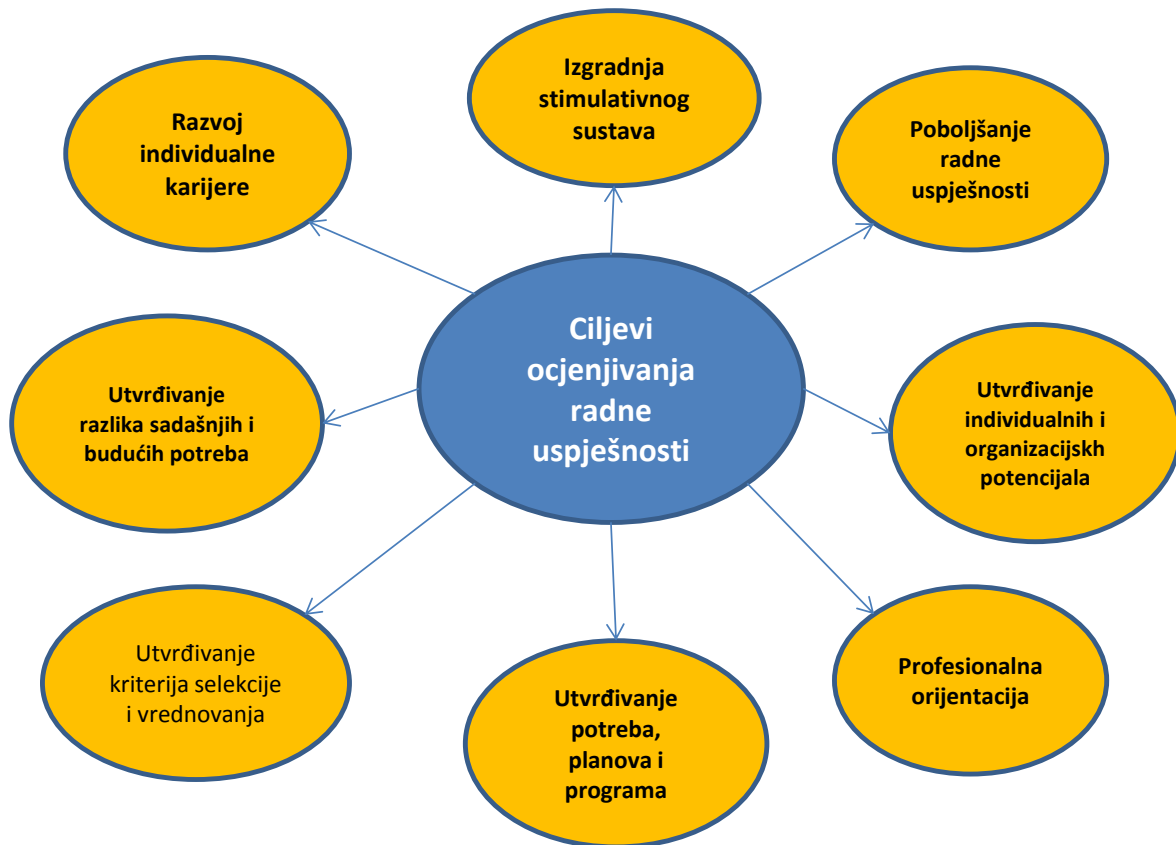 Izgradnja
stimulativnog
sustava
Razvoj
individualne
karijere
Poboljšanje
radne
uspješnosti
Ciljevi
ocjenjivanja
radne
uspješnosti
Utvrđivanje
razlika sadašnjih i
budućih potreba
Utvrđivanje
individualnih i
organizacijskh
potencijala
Utvrđivanje
kriterija selekcije
i vrednovanja
Utvrđivanje
potreba,
planova i
programa
Profesionalna
orijentacija